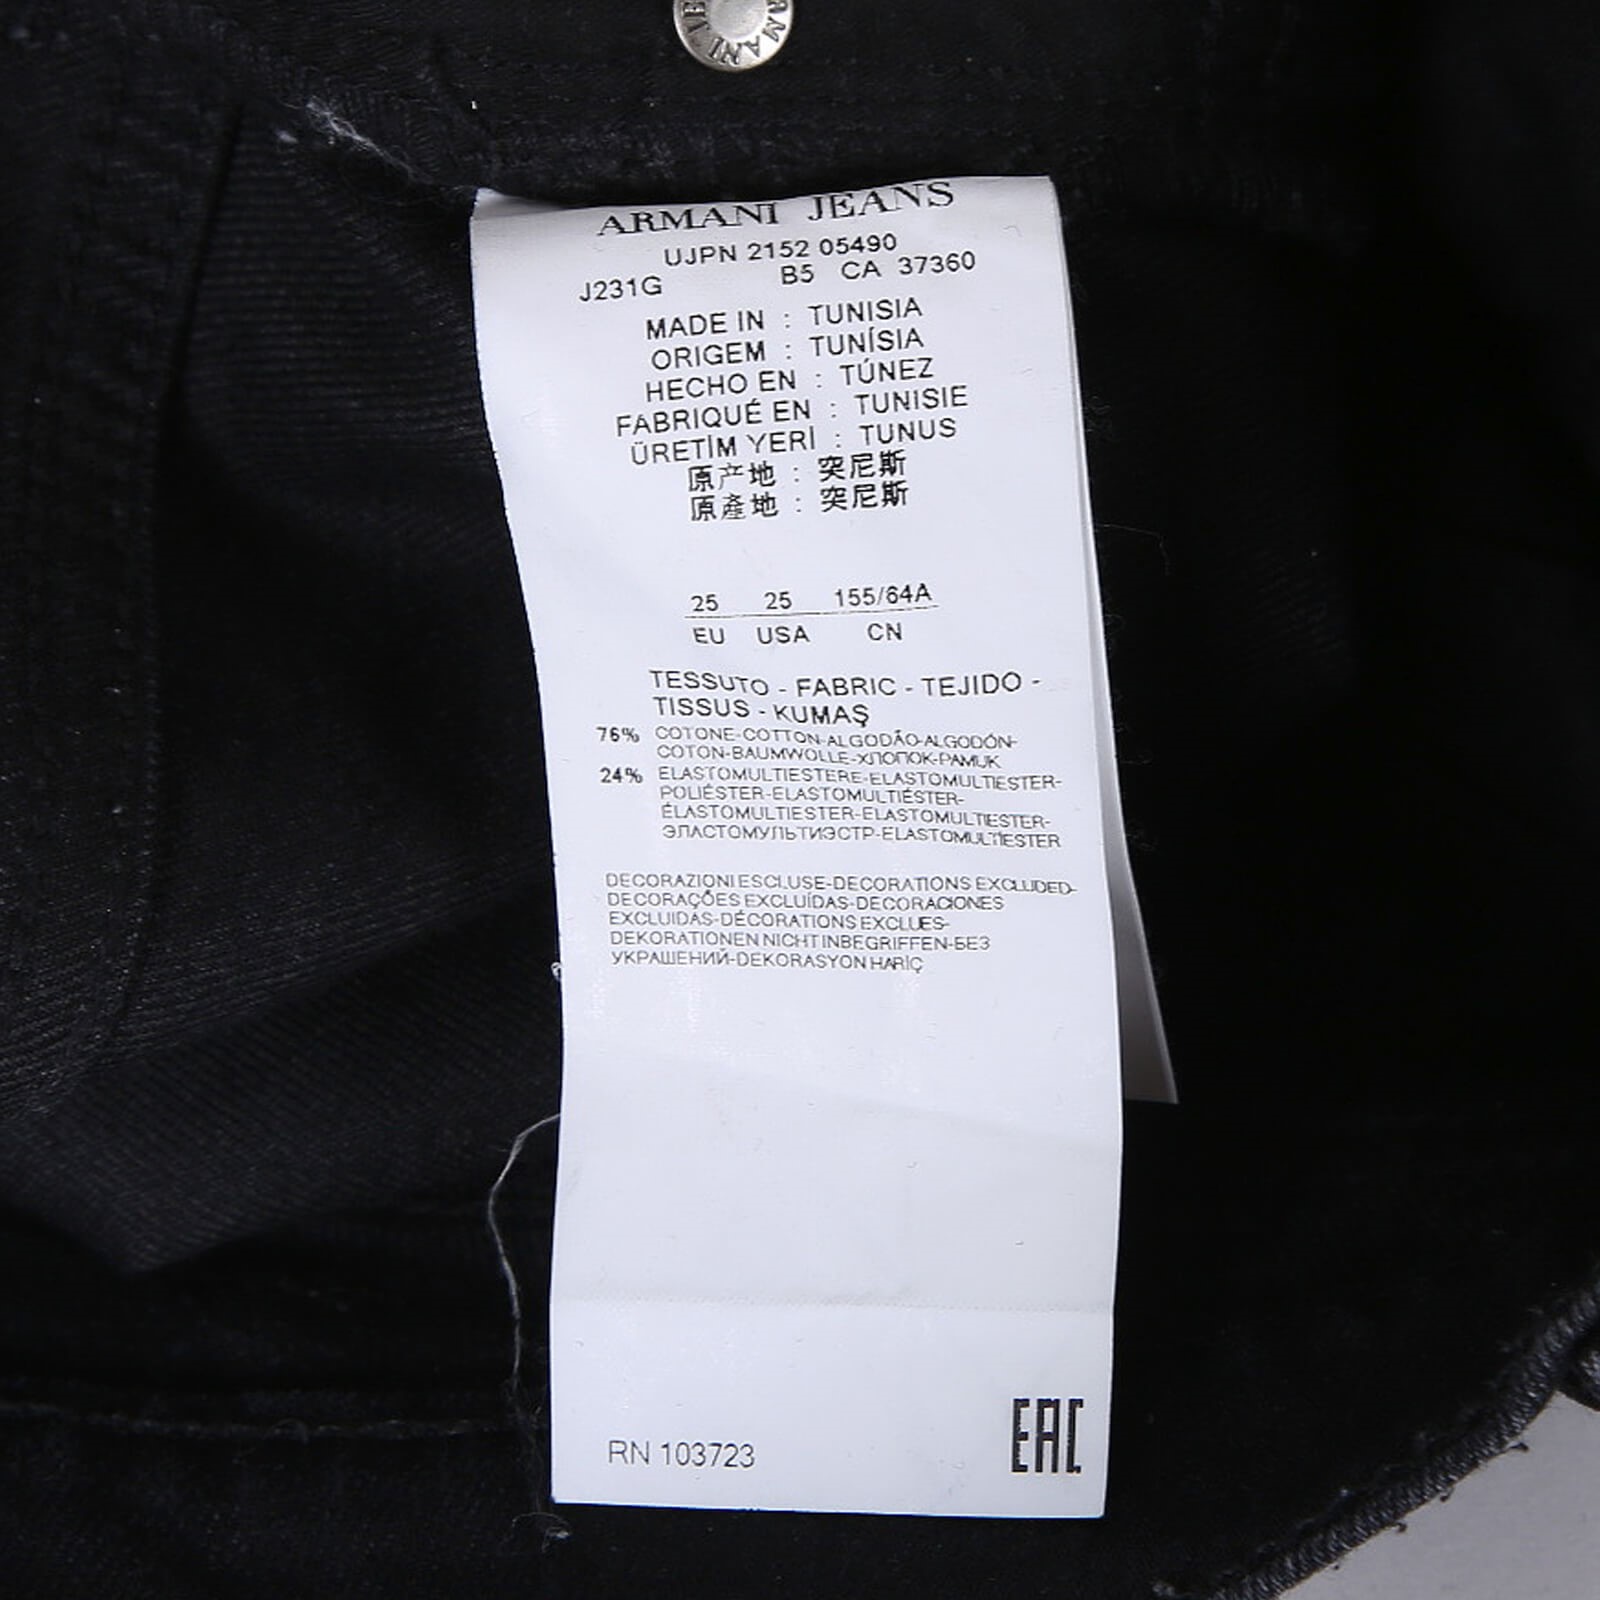 ARMANI JEANS
UJPN 2152 05490
J231G B5 CA 37360
MADE IN : TUNISIA
ORIGEM : TUNÍSIA
HECHO EN : TÚNEZ
FABRIQUÉ EN : TUNISIE
ÜRETİM YERİ : TUNUS
原产地 : 突尼斯
原產地 : 突尼斯
25 25 155/64A
EU USA CN
TESSUTO - FABRIC - TEJIDO -
TISSUS - KUMAŞ
76% COTONE-COTTON-ALGODÃO-ALGODÓN-
COTON-BAUMWOLLE-ХЛОПОК-PAMUK
24% ELASTOMULTIESTERE-ELASTOMULTIESTER-
POLIÉSTER-ELASTOMULTIÉSTER-
ÉLASTOMULTIESTER-ELASTOMULTIESTER-
ЭЛАСТОМУЛЬТИЭСТР-ELASTOMULTIESTER
DECORAZIONI ESCLUSE-DECORATIONS EXCLUDED-
DECORAÇÕES EXCLUÍDAS-DECORACIONES
EXCLUIDAS-DÉCORATIONS EXCLUES-
DEKORATIONEN NICHT INBEGRIFFEN-БЕЗ
УКРАШЕНИЙ-DEKORASYON HARİÇ
RN 103723 EAC